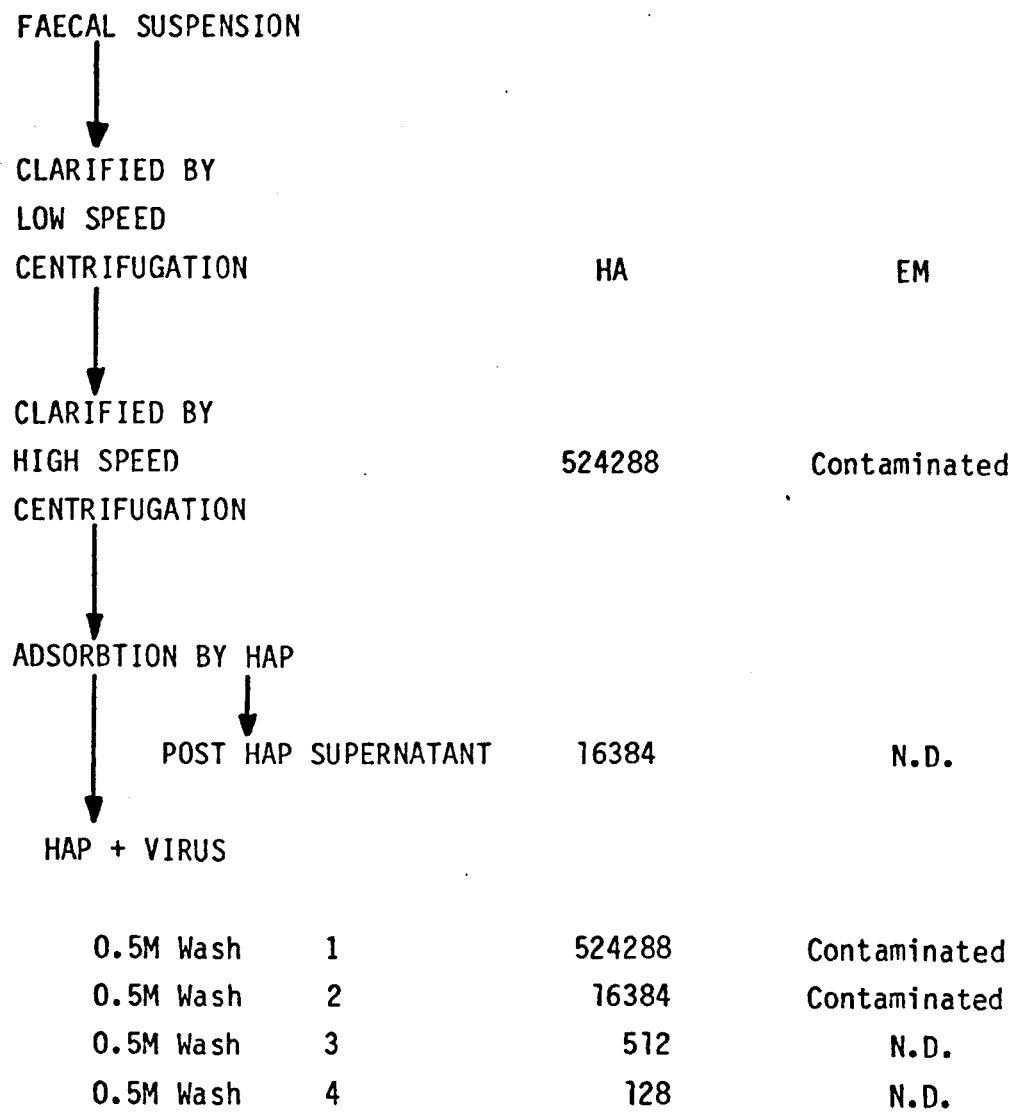 FAECAL SUSPENSION
CLARIFIED BY
LOW SPEED
CENTRIFUGATION HA EM
CLARIFIED BY
HIGH SPEED 524288 Contaminated
CENTRIFUGATION
ADSORBTION BY HAP
POST HAP SUPERNATANT 16384 N.D.
HAP + VIRUS
0.5M Wash 1 524288 Contaminated
0.5M Wash 2 16384 Contaminated
0.5M Wash 3 512 N.D.
0.5M Wash 4 128 N.D.